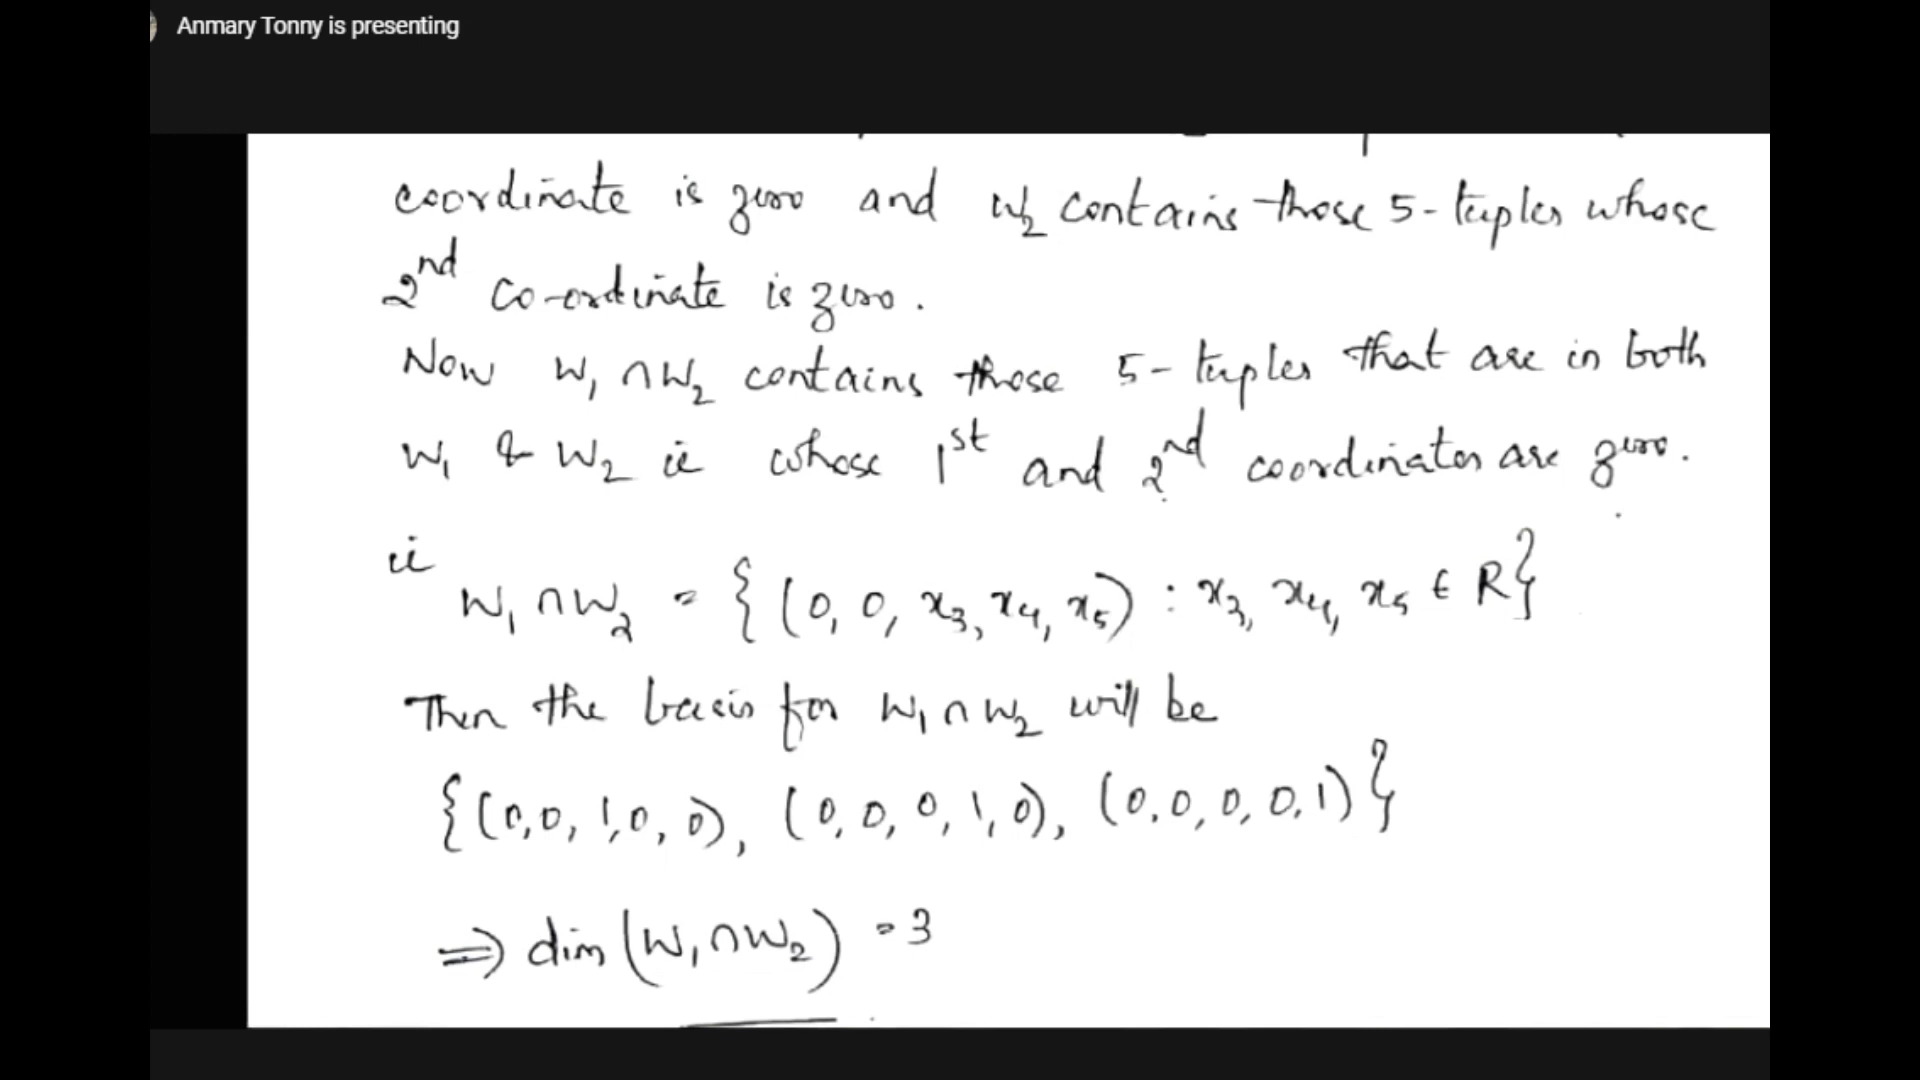 Anmary Tonny is presenting
coordinate is zero and W₂ contains those 5-tuples whose
2nd co-ordinate is zero.
Now W₁ ∩ W₂ contains those 5-tuples that are in both
W₁ & W₂ ie whose 1st and 2nd coordinates are zero.
ie
W₁ ∩ W₂ = {(0, 0, x₃, x₄, x₅) : x₃, x₄, x₅ ∈ R}
Then the basis for W₁ ∩ W₂ will be
{(0,0,1,0,0), (0,0,0,1,0), (0,0,0,0,1)}
⇒ dim (W₁ ∩ W₂) = 3